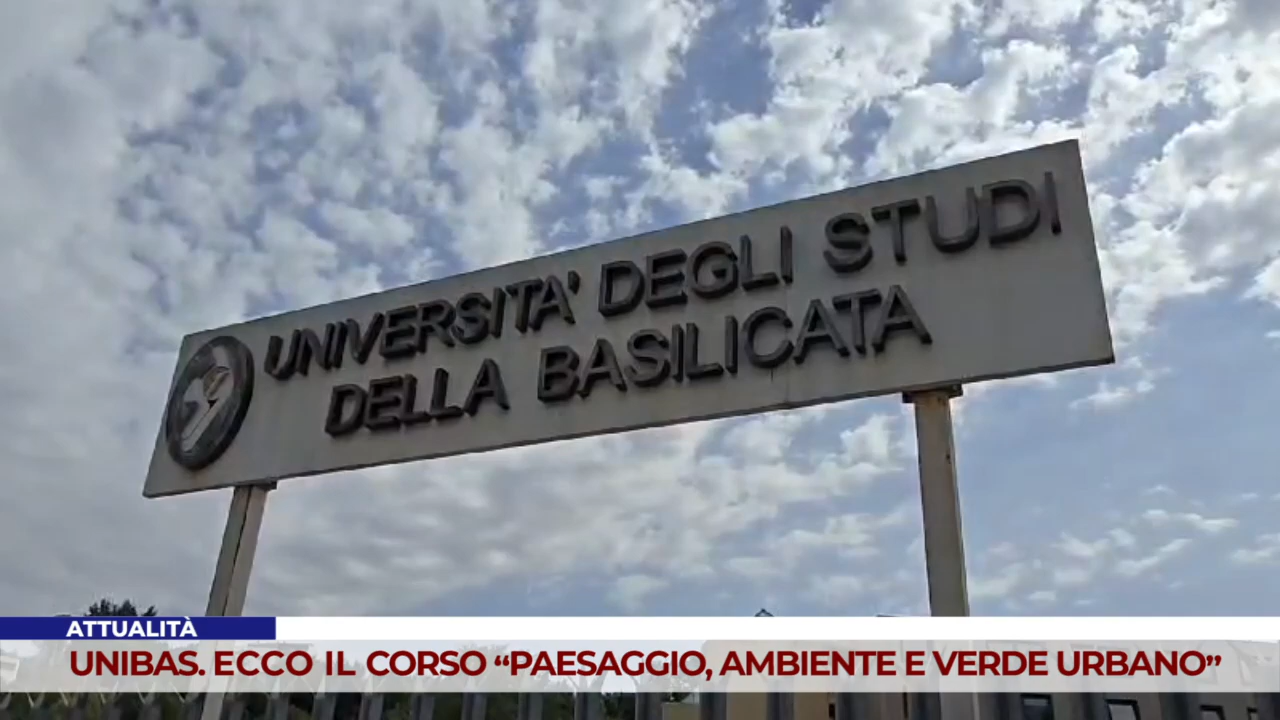 UNIVERSITA' DEGLI STUDI
DELLA BASILICATA
ATTUALITÀ
UNIBAS. ECCO IL CORSO “PAESAGGIO, AMBIENTE E VERDE URBANO”